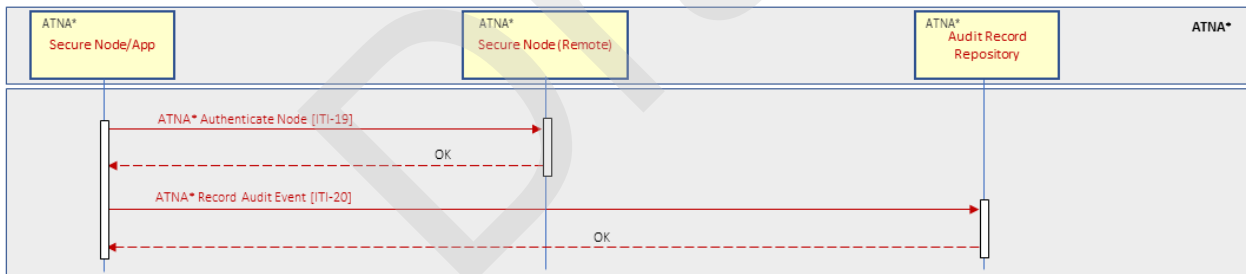 ATNA*
Secure Node/App
ATNA*
Secure Node (Remote)
ATNA*
Audit Record
Repository
ATNA*
ATNA* Authenticate Node [ITI-19]
OK
ATNA* Record Audit Event [ITI-20]
OK